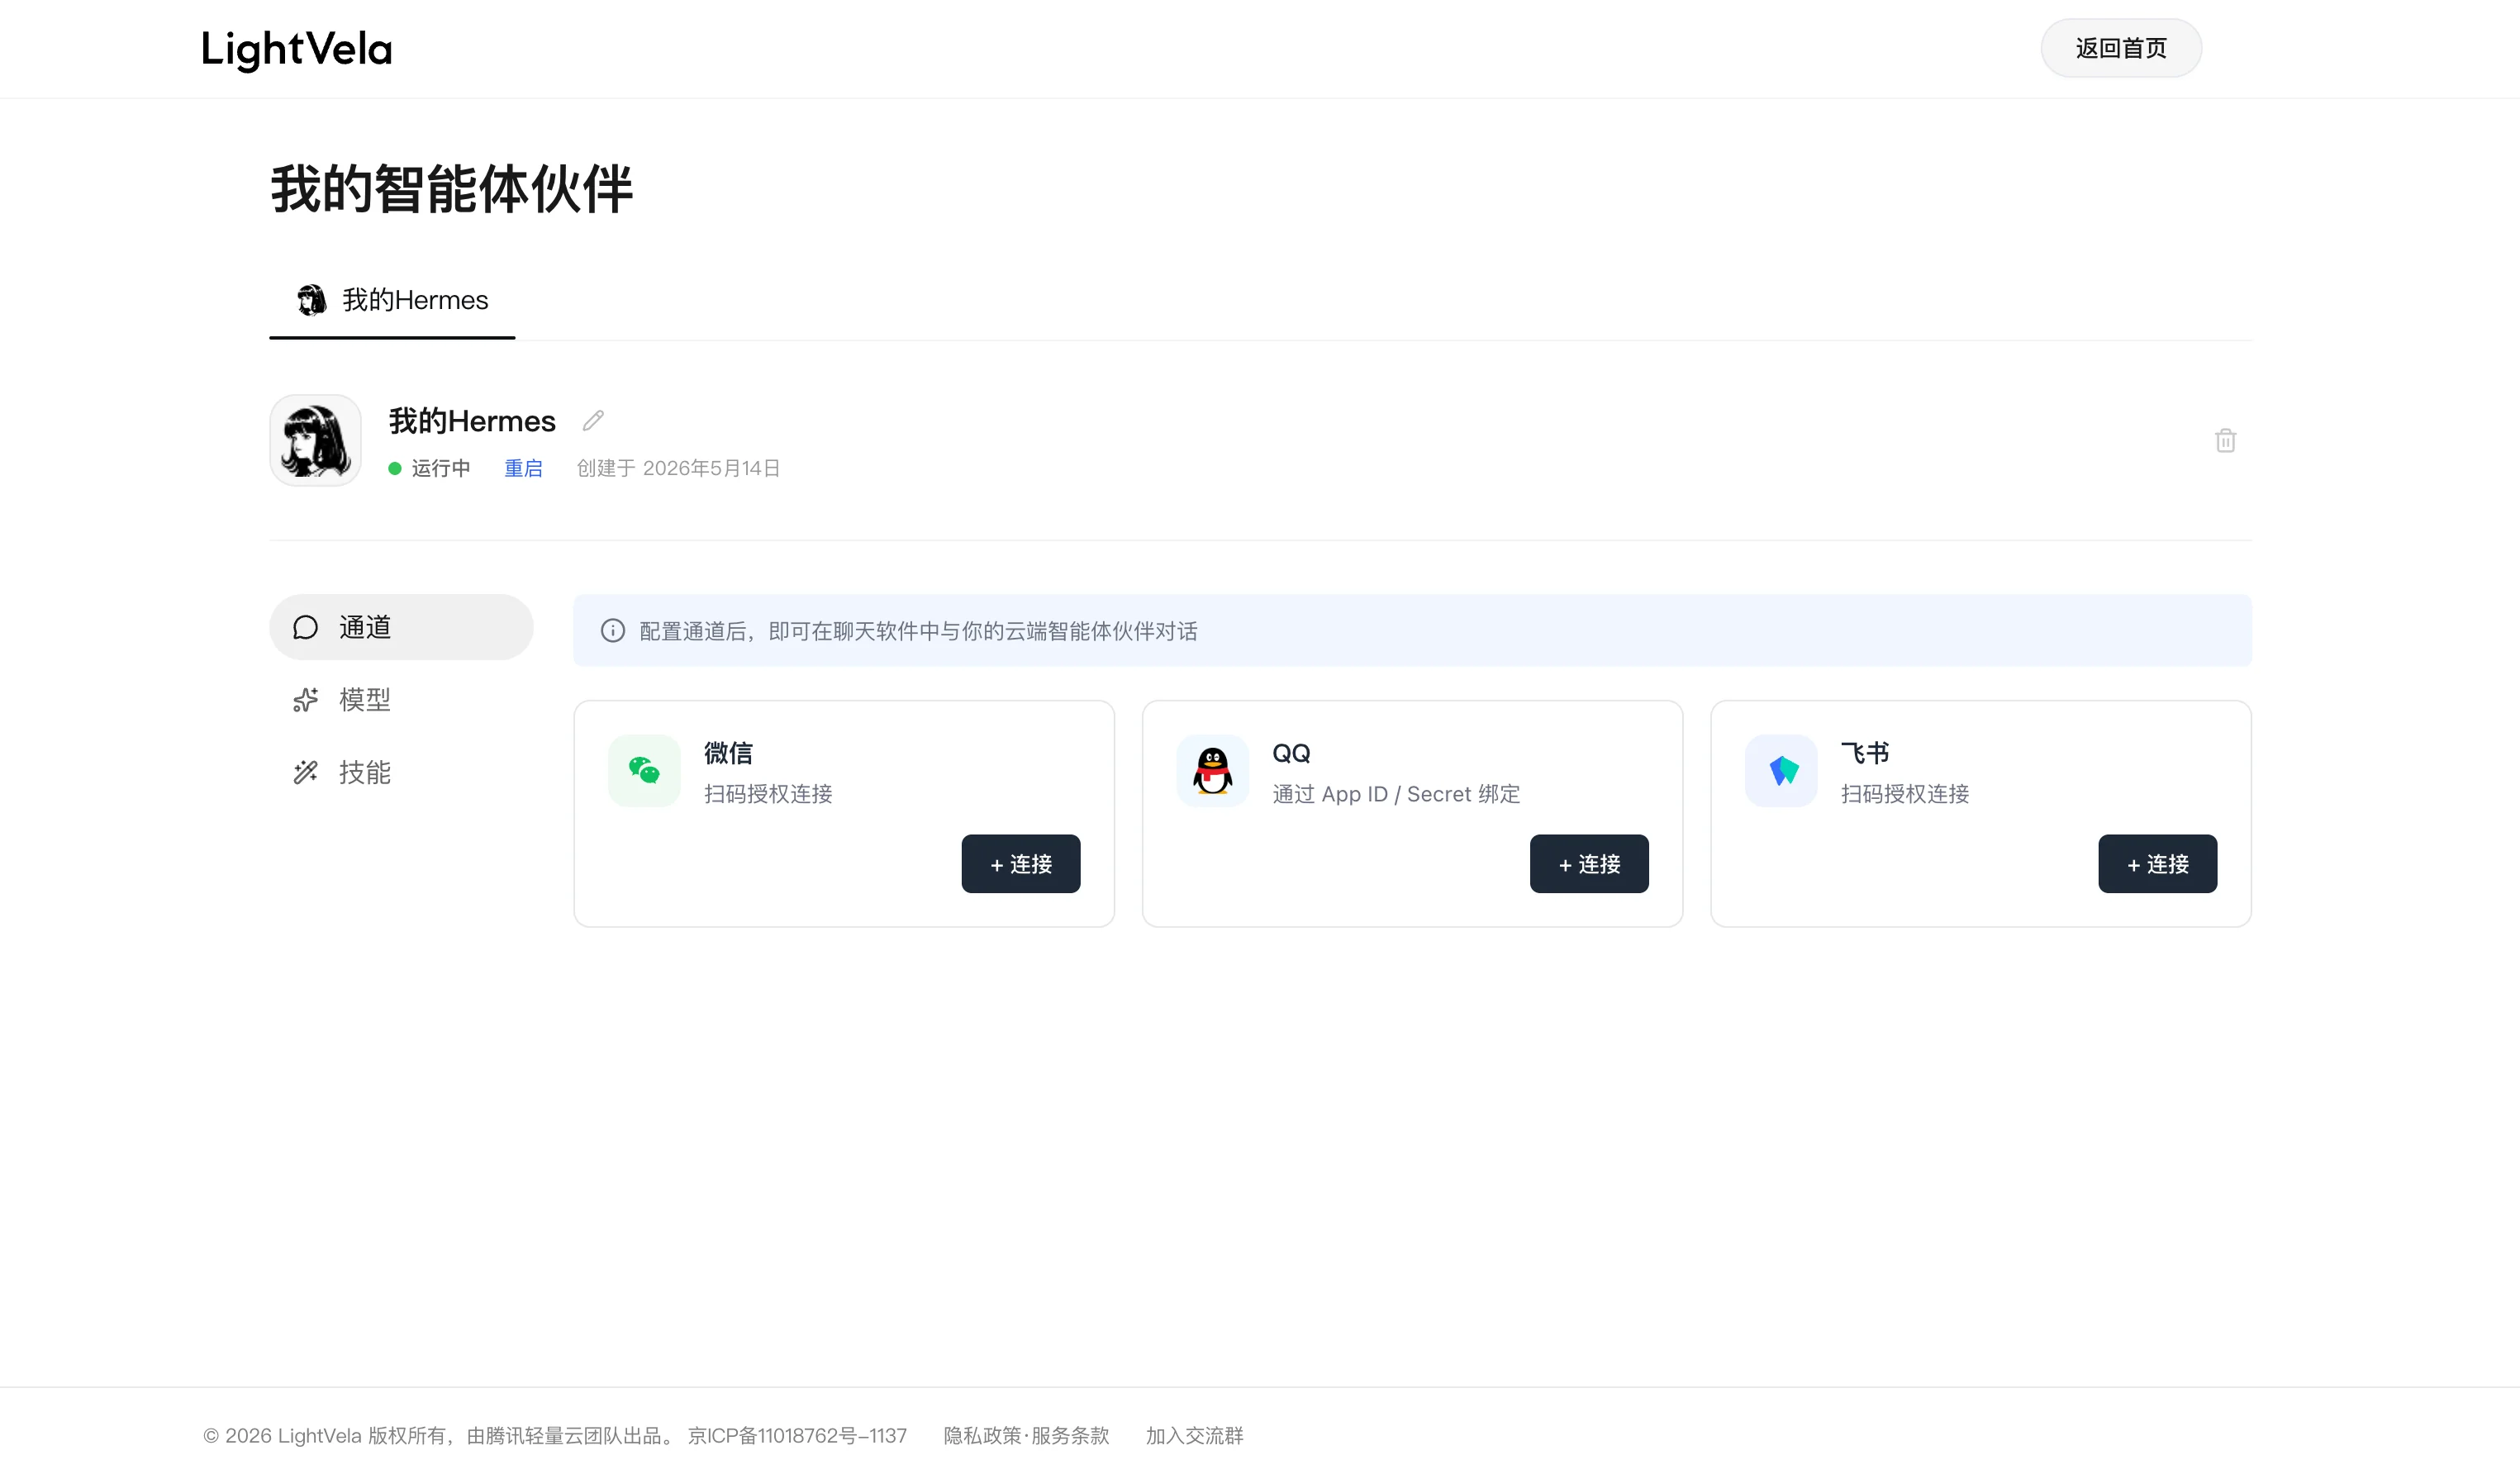 LightVela
返回首页
我的智能体伙伴
我的Hermes
我的Hermes
运行中 重启 创建于 2026年5月14日
通道
模型
技能
配置通道后，即可在聊天软件中与你的云端智能体伙伴对话
微信
扫码授权连接
+ 连接
QQ
通过 App ID / Secret 绑定
+ 连接
飞书
扫码授权连接
+ 连接
© 2026 LightVela 版权所有，由腾讯轻量云团队出品。 京ICP备11018762号-1137 隐私政策·服务条款 加入交流群